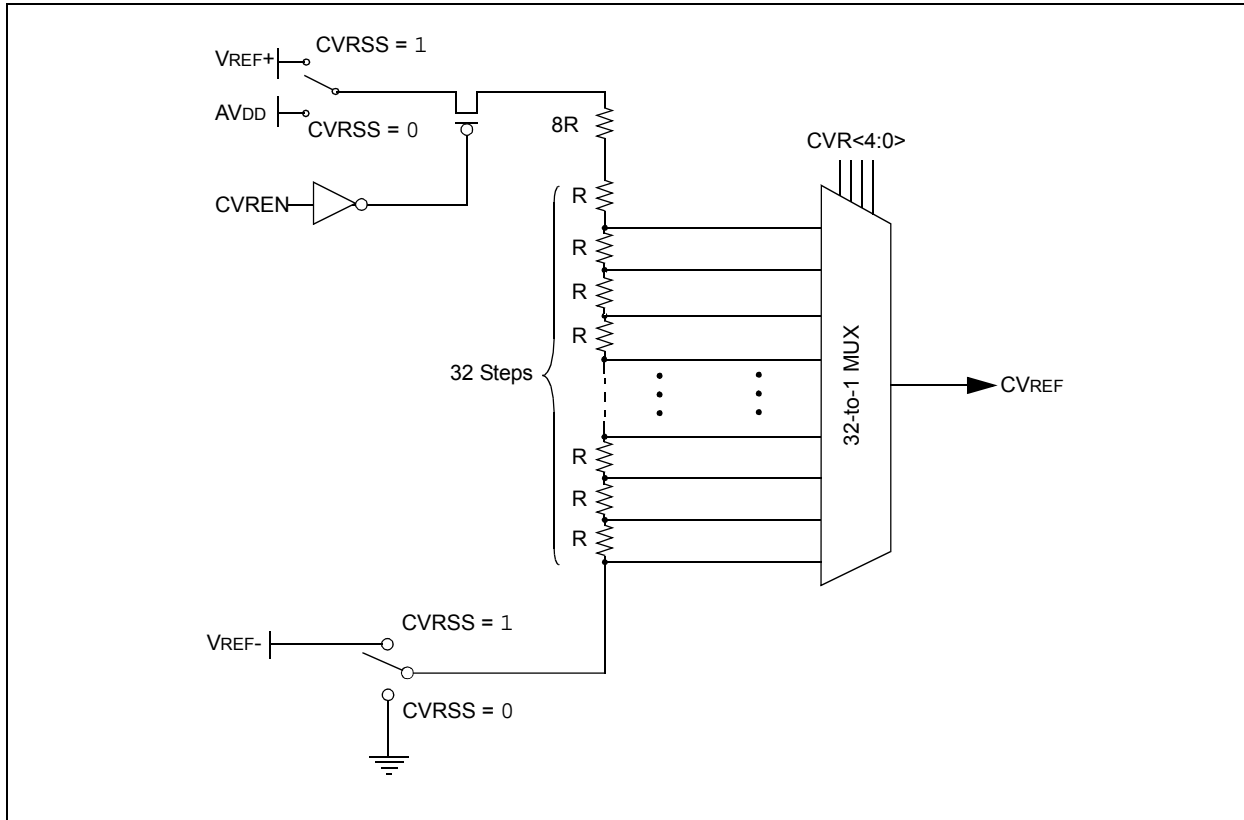 CVRSS = 1
VREF+
AVDD
CVRSS = 0
8R
CVR<4:0>
CVREN
R
R
R
R
32 Steps
32-to-1 MUX
CVREF
R
R
R
CVRSS = 1
VREF-
CVRSS = 0